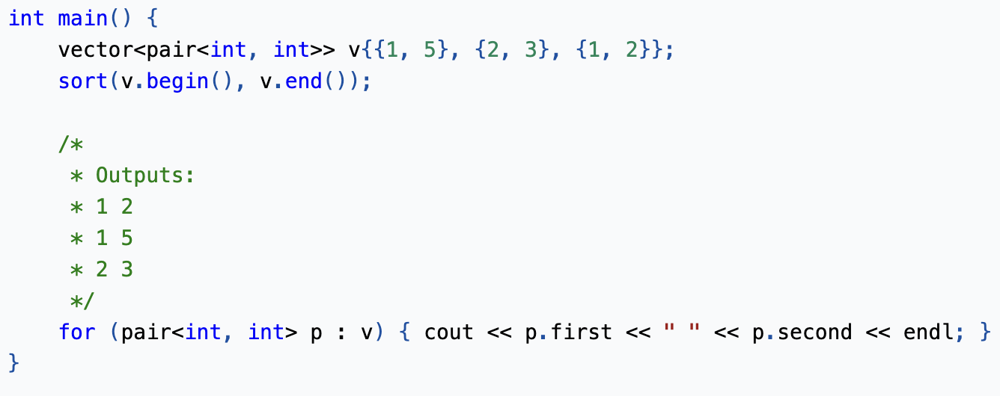 int main() {
    vector<pair<int, int>> v{{1, 5}, {2, 3}, {1, 2}};
    sort(v.begin(), v.end());

    /*
     * Outputs:
     * 1 2
     * 1 5
     * 2 3
     */
    for (pair<int, int> p : v) { cout << p.first << " " << p.second << endl; }
}